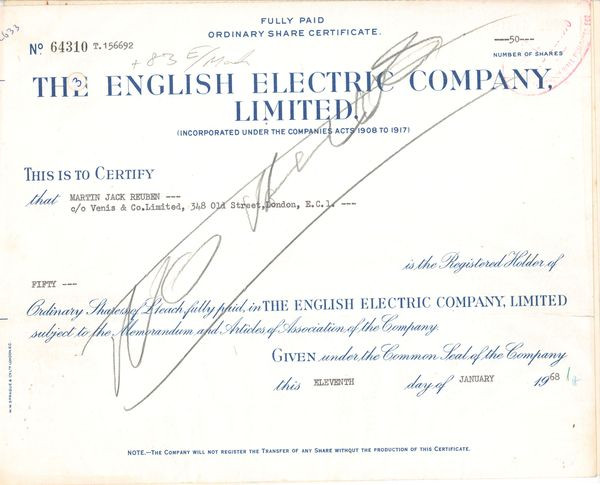 FULLY PAID
ORDINARY SHARE CERTIFICATE.
No 64310 T.156692
—50—
NUMBER OF SHARES
THE ENGLISH ELECTRIC COMPANY,
LIMITED.
(INCORPORATED UNDER THE COMPANIES ACTS 1908 TO 1917)
THIS IS TO CERTIFY
that MARTIN JACK REUBEN ---
c/o Venis & Co.Limited, 348 Old Street,London, E.C.1. ---
is the Registered Holder of
FIFTY ---
Ordinary Shares of £1 each fully paid, in THE ENGLISH ELECTRIC COMPANY, LIMITED
subject to the Memorandum and Articles of Association of the Company.
GIVEN under the Common Seal of the Company
this ELEVENTH day of JANUARY 1968
NOTE.—THE COMPANY WILL NOT REGISTER THE TRANSFER OF ANY SHARE WITHOUT THE PRODUCTION OF THIS CERTIFICATE.